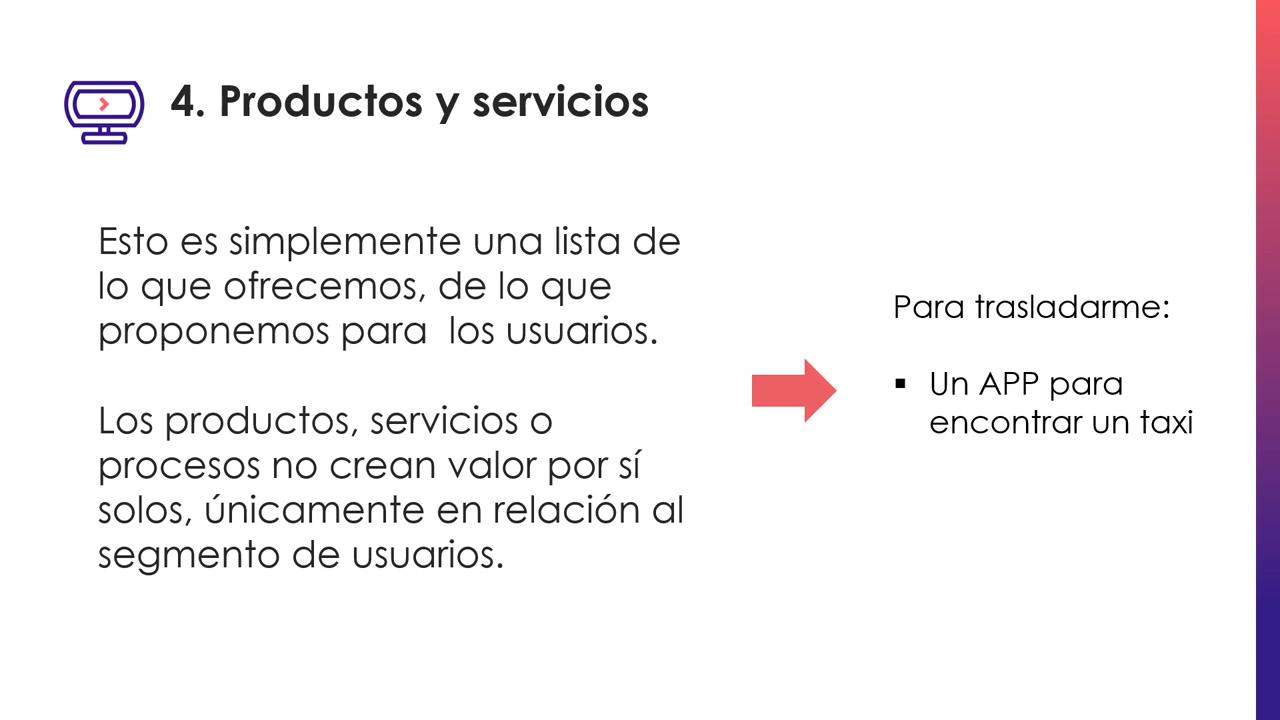 4. Productos y servicios
Esto es simplemente una lista de
lo que ofrecemos, de lo que
proponemos para  los usuarios.
Los productos, servicios o
procesos no crean valor por sí
solos, únicamente en relación al
segmento de usuarios.
Para trasladarme:
▪ Un APP para
encontrar un taxi